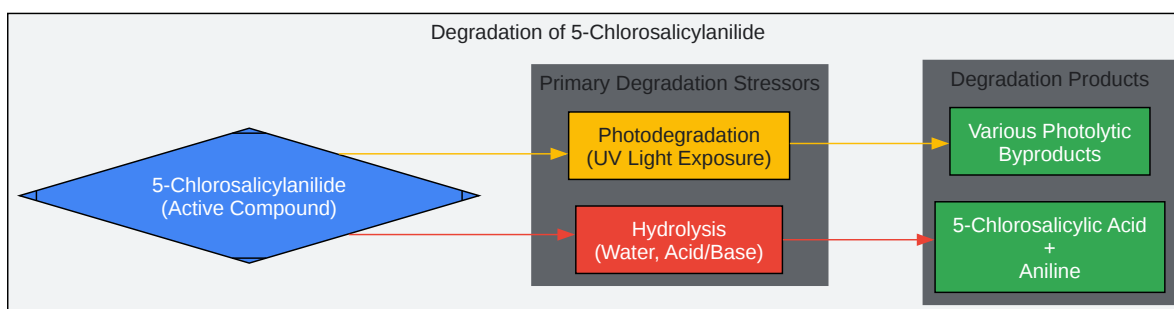 Degradation of 5-Chlorosalicylanilide
Primary Degradation Stressors
Degradation Products
5-Chlorosalicylanilide
(Active Compound)
Photodegradation
(UV Light Exposure)
Various Photolytic
Byproducts
Hydrolysis
(Water, Acid/Base)
5-Chlorosalicylic Acid
+
Aniline